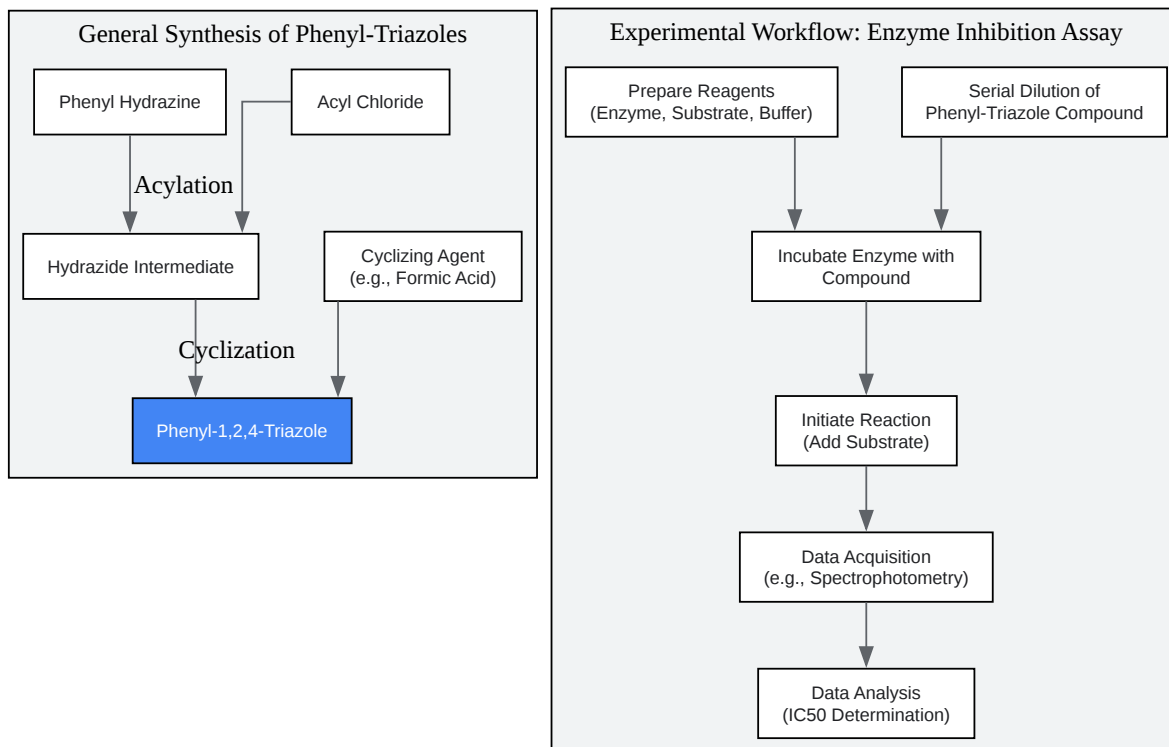 General Synthesis of Phenyl-Triazoles
Phenyl Hydrazine
Acyl Chloride
Acylation
Hydrazide Intermediate
Cyclizing Agent
(e.g., Formic Acid)
Cyclization
Phenyl-1,2,4-Triazole
Experimental Workflow: Enzyme Inhibition Assay
Prepare Reagents
(Enzyme, Substrate, Buffer)
Serial Dilution of
Phenyl-Triazole Compound
Incubate Enzyme with
Compound
Initiate Reaction
(Add Substrate)
Data Acquisition
(e.g., Spectrophotometry)
Data Analysis
(IC50 Determination)